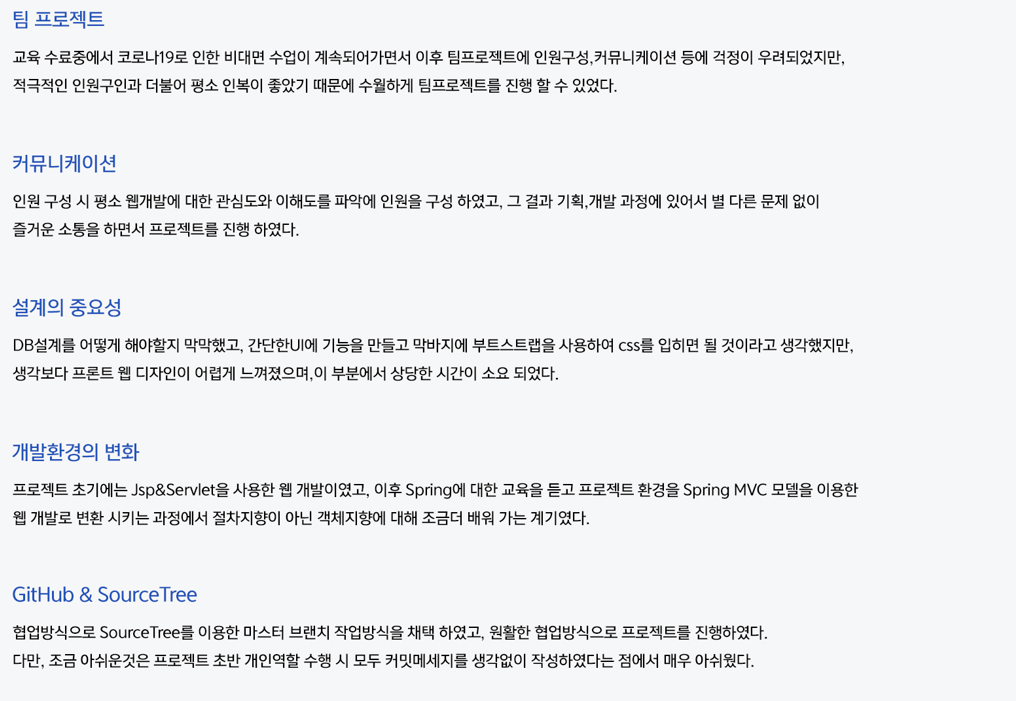 팀 프로젝트
교육 수료중에서 코로나19로 인한 비대면 수업이 계속되어가면서 이후 팀프로젝트에 인원구성,커뮤니케이션 등에 걱정이 우려되었지만,
적극적인 인원구인과 더불어 평소 인복이 좋았기 때문에 수월하게 팀프로젝트를 진행 할 수 있었다.
커뮤니케이션
인원 구성 시 평소 웹개발에 대한 관심도와 이해도를 파악에 인원을 구성 하였고, 그 결과 기획,개발 과정에 있어서 별 다른 문제 없이
즐거운 소통을 하면서 프로젝트를 진행 하였다.
설계의 중요성
DB설계를 어떻게 해야할지 막막했고, 간단한UI에 기능을 만들고 막바지에 부트스트랩을 사용하여 css를 입히면 될 것이라고 생각했지만,
생각보다 프론트 웹 디자인이 어렵게 느껴졌으며,이 부분에서 상당한 시간이 소요 되었다.
개발환경의 변화
프로젝트 초기에는 Jsp&Servlet을 사용한 웹 개발이였고, 이후 Spring에 대한 교육을 듣고 프로젝트 환경을 Spring MVC 모델을 이용한
웹 개발로 변환 시키는 과정에서 절차지향이 아닌 객체지향에 대해 조금더 배워 가는 계기였다.
GitHub & SourceTree
협업방식으로 SourceTree를 이용한 마스터 브랜치 작업방식을 채택 하였고, 원활한 협업방식으로 프로젝트를 진행하였다.
다만, 조금 아쉬운것은 프로젝트 초반 개인역할 수행 시 모두 커밋메세지를 생각없이 작성하였다는 점에서 매우 아쉬웠다.